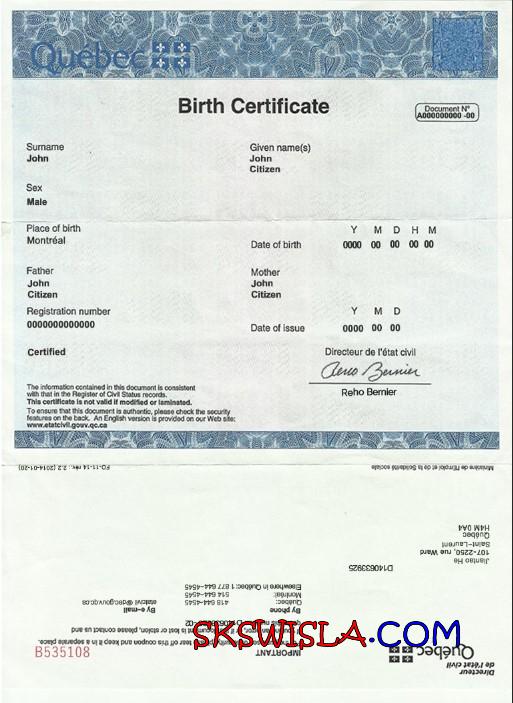 Québec
Birth Certificate
Document N°
A000000000 -00
Surname
John
Given name(s)
John
Citizen
Sex
Male
Place of birth
Montréal
Y M D H M
Date of birth 0000 00 00 00 00
Father
John
Citizen
Mother
John
Citizen
Registration number
0000000000000
Y M D
Date of issue 0000 00 00
Certified
Directeur de l'état civil
Reho Bernier
Reho Bernier
The information contained in this document is consistent
with that in the Register of Civil Status records.
This certificate is not valid if modified or laminated.
To ensure that this document is authentic, please check the security
features on the back. An English version is provided on our Web site:
www.etatcivil.gouv.qc.ca
FO-11-14 rév. : 2.2 (2014-01-20)
Ministère de l'Emploi et de la Solidarité sociale
Jiantao He
107-2250, rue Ward
Saint-Laurent
Québec
H4M 0A4
D140633925
By phone
Québec: 418 644-4545
Montréal: 514 644-4545
Elsewhere in Québec: 1 877 644-4545
By e-mail
etatcivil@dec.gouv.qc.ca
IMPORTANT
tear off this coupon and keep it in a separate place.
is lost or stolen, please contact us
B535108
SKSWISLA.COM
Directeur
de l'état civil
Québec